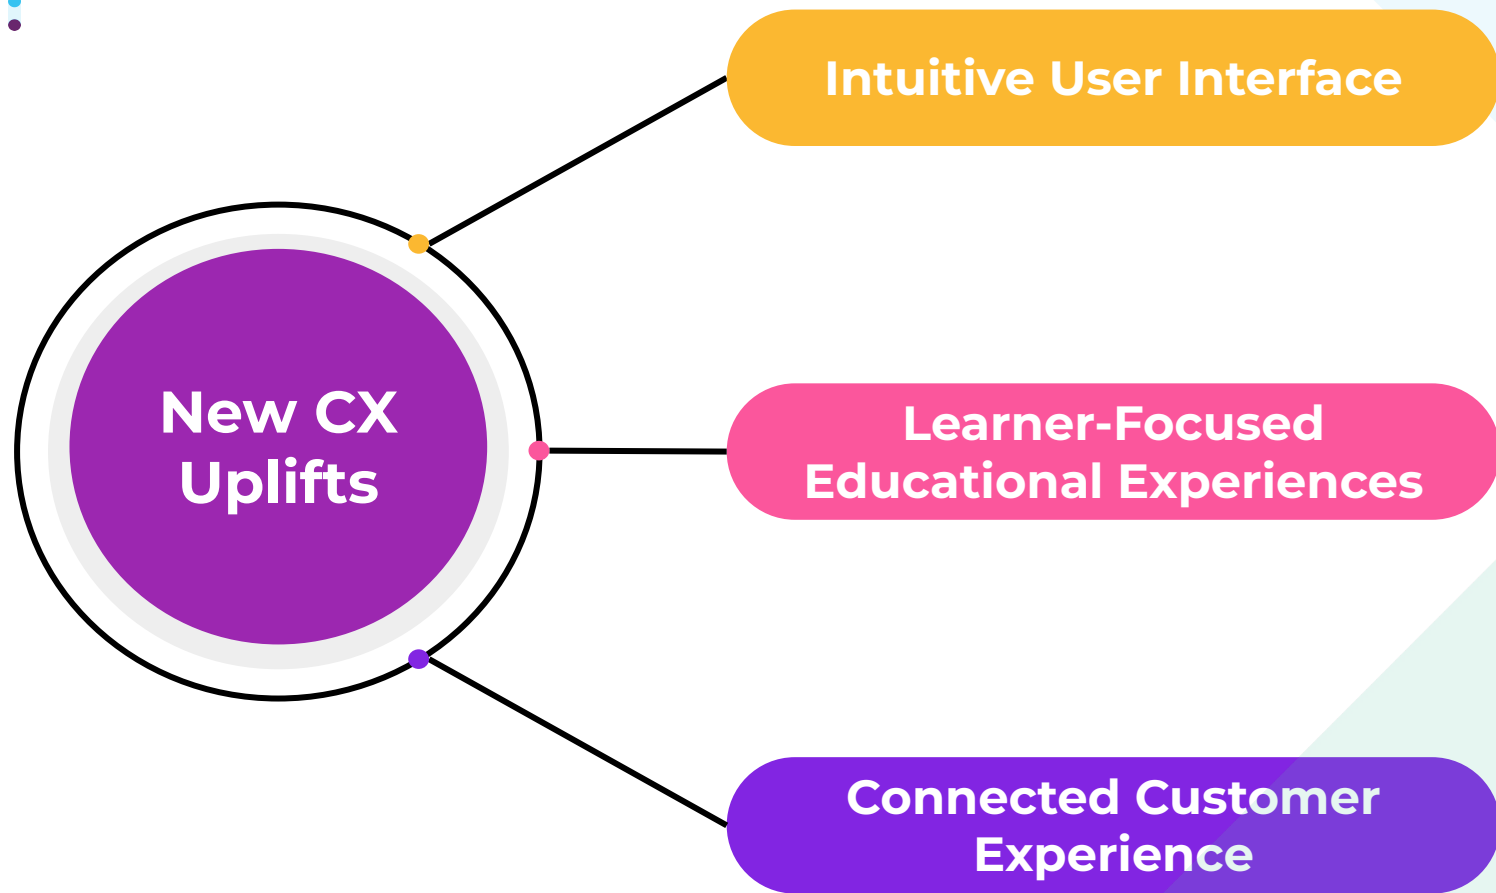 Intuitive User Interface
New CX
Uplifts
Learner-Focused
Educational Experiences
Connected Customer
Experience